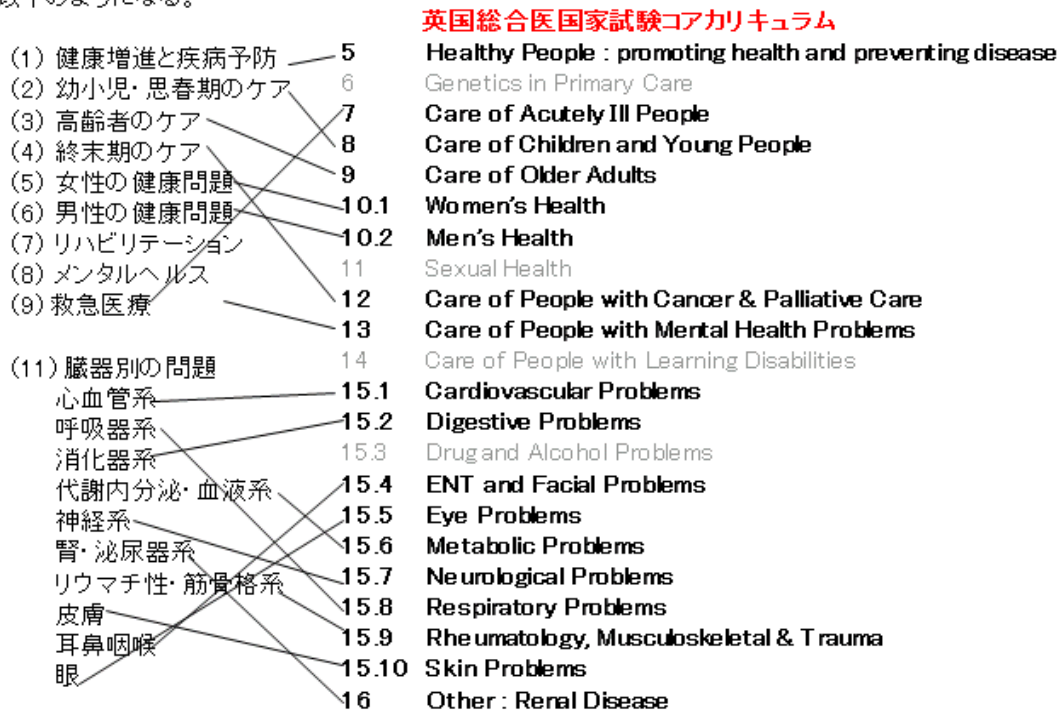 以下のようになる。
英国総合医国家試験コアカリキュラム
(1) 健康増進と疾病予防
(2) 幼小児・思春期のケア
(3) 高齢者のケア
(4) 終末期のケア
(5) 女性の健康問題
(6) 男性の健康問題
(7) リハビリテーション
(8) メンタルヘルス
(9) 救急医療
(11) 臓器別の問題
心血管系
呼吸器系
消化器系
代謝内分泌・血液系
神経系
腎・泌尿器系
リウマチ性・筋骨格系
皮膚
耳鼻咽喉
眼
5 Healthy People : promoting health and preventing disease
6 Genetics in Primary Care
7 Care of Acutely Ill People
8 Care of Children and Young People
9 Care of Older Adults
10.1 Women's Health
10.2 Men's Health
11 Sexual Health
12 Care of People with Cancer & Palliative Care
13 Care of People with Mental Health Problems
14 Care of People with Learning Disabilities
15.1 Cardiovascular Problems
15.2 Digestive Problems
15.3 Drug and Alcohol Problems
15.4 ENT and Facial Problems
15.5 Eye Problems
15.6 Metabolic Problems
15.7 Neurological Problems
15.8 Respiratory Problems
15.9 Rheumatology, Musculoskeletal & Trauma
15.10 Skin Problems
16 Other : Renal Disease